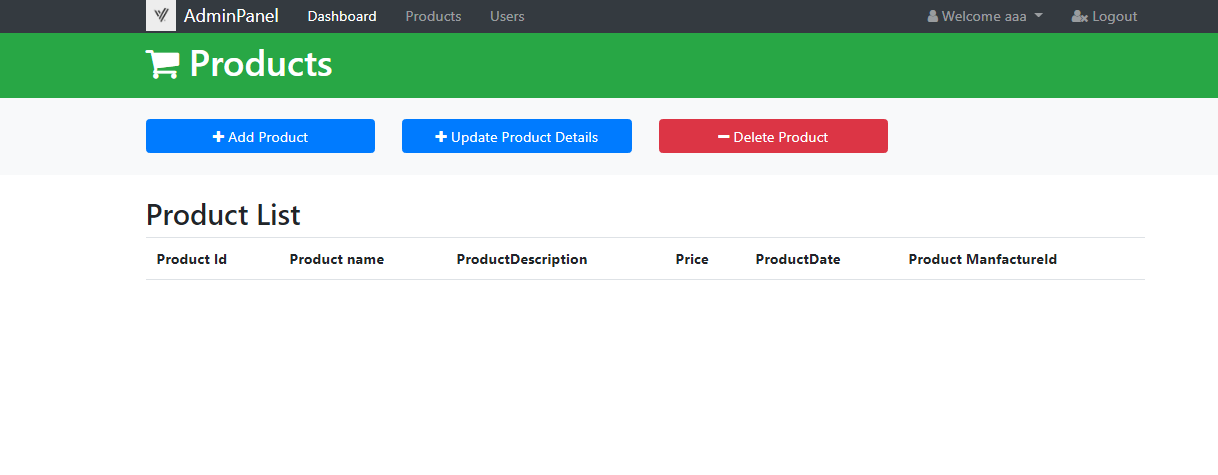 AdminPanel Dashboard Products Users Welcome aaa Logout
Products
Add Product Update Product Details Delete Product
Product List
Product Id Product name ProductDescription Price ProductDate Product ManfactureId